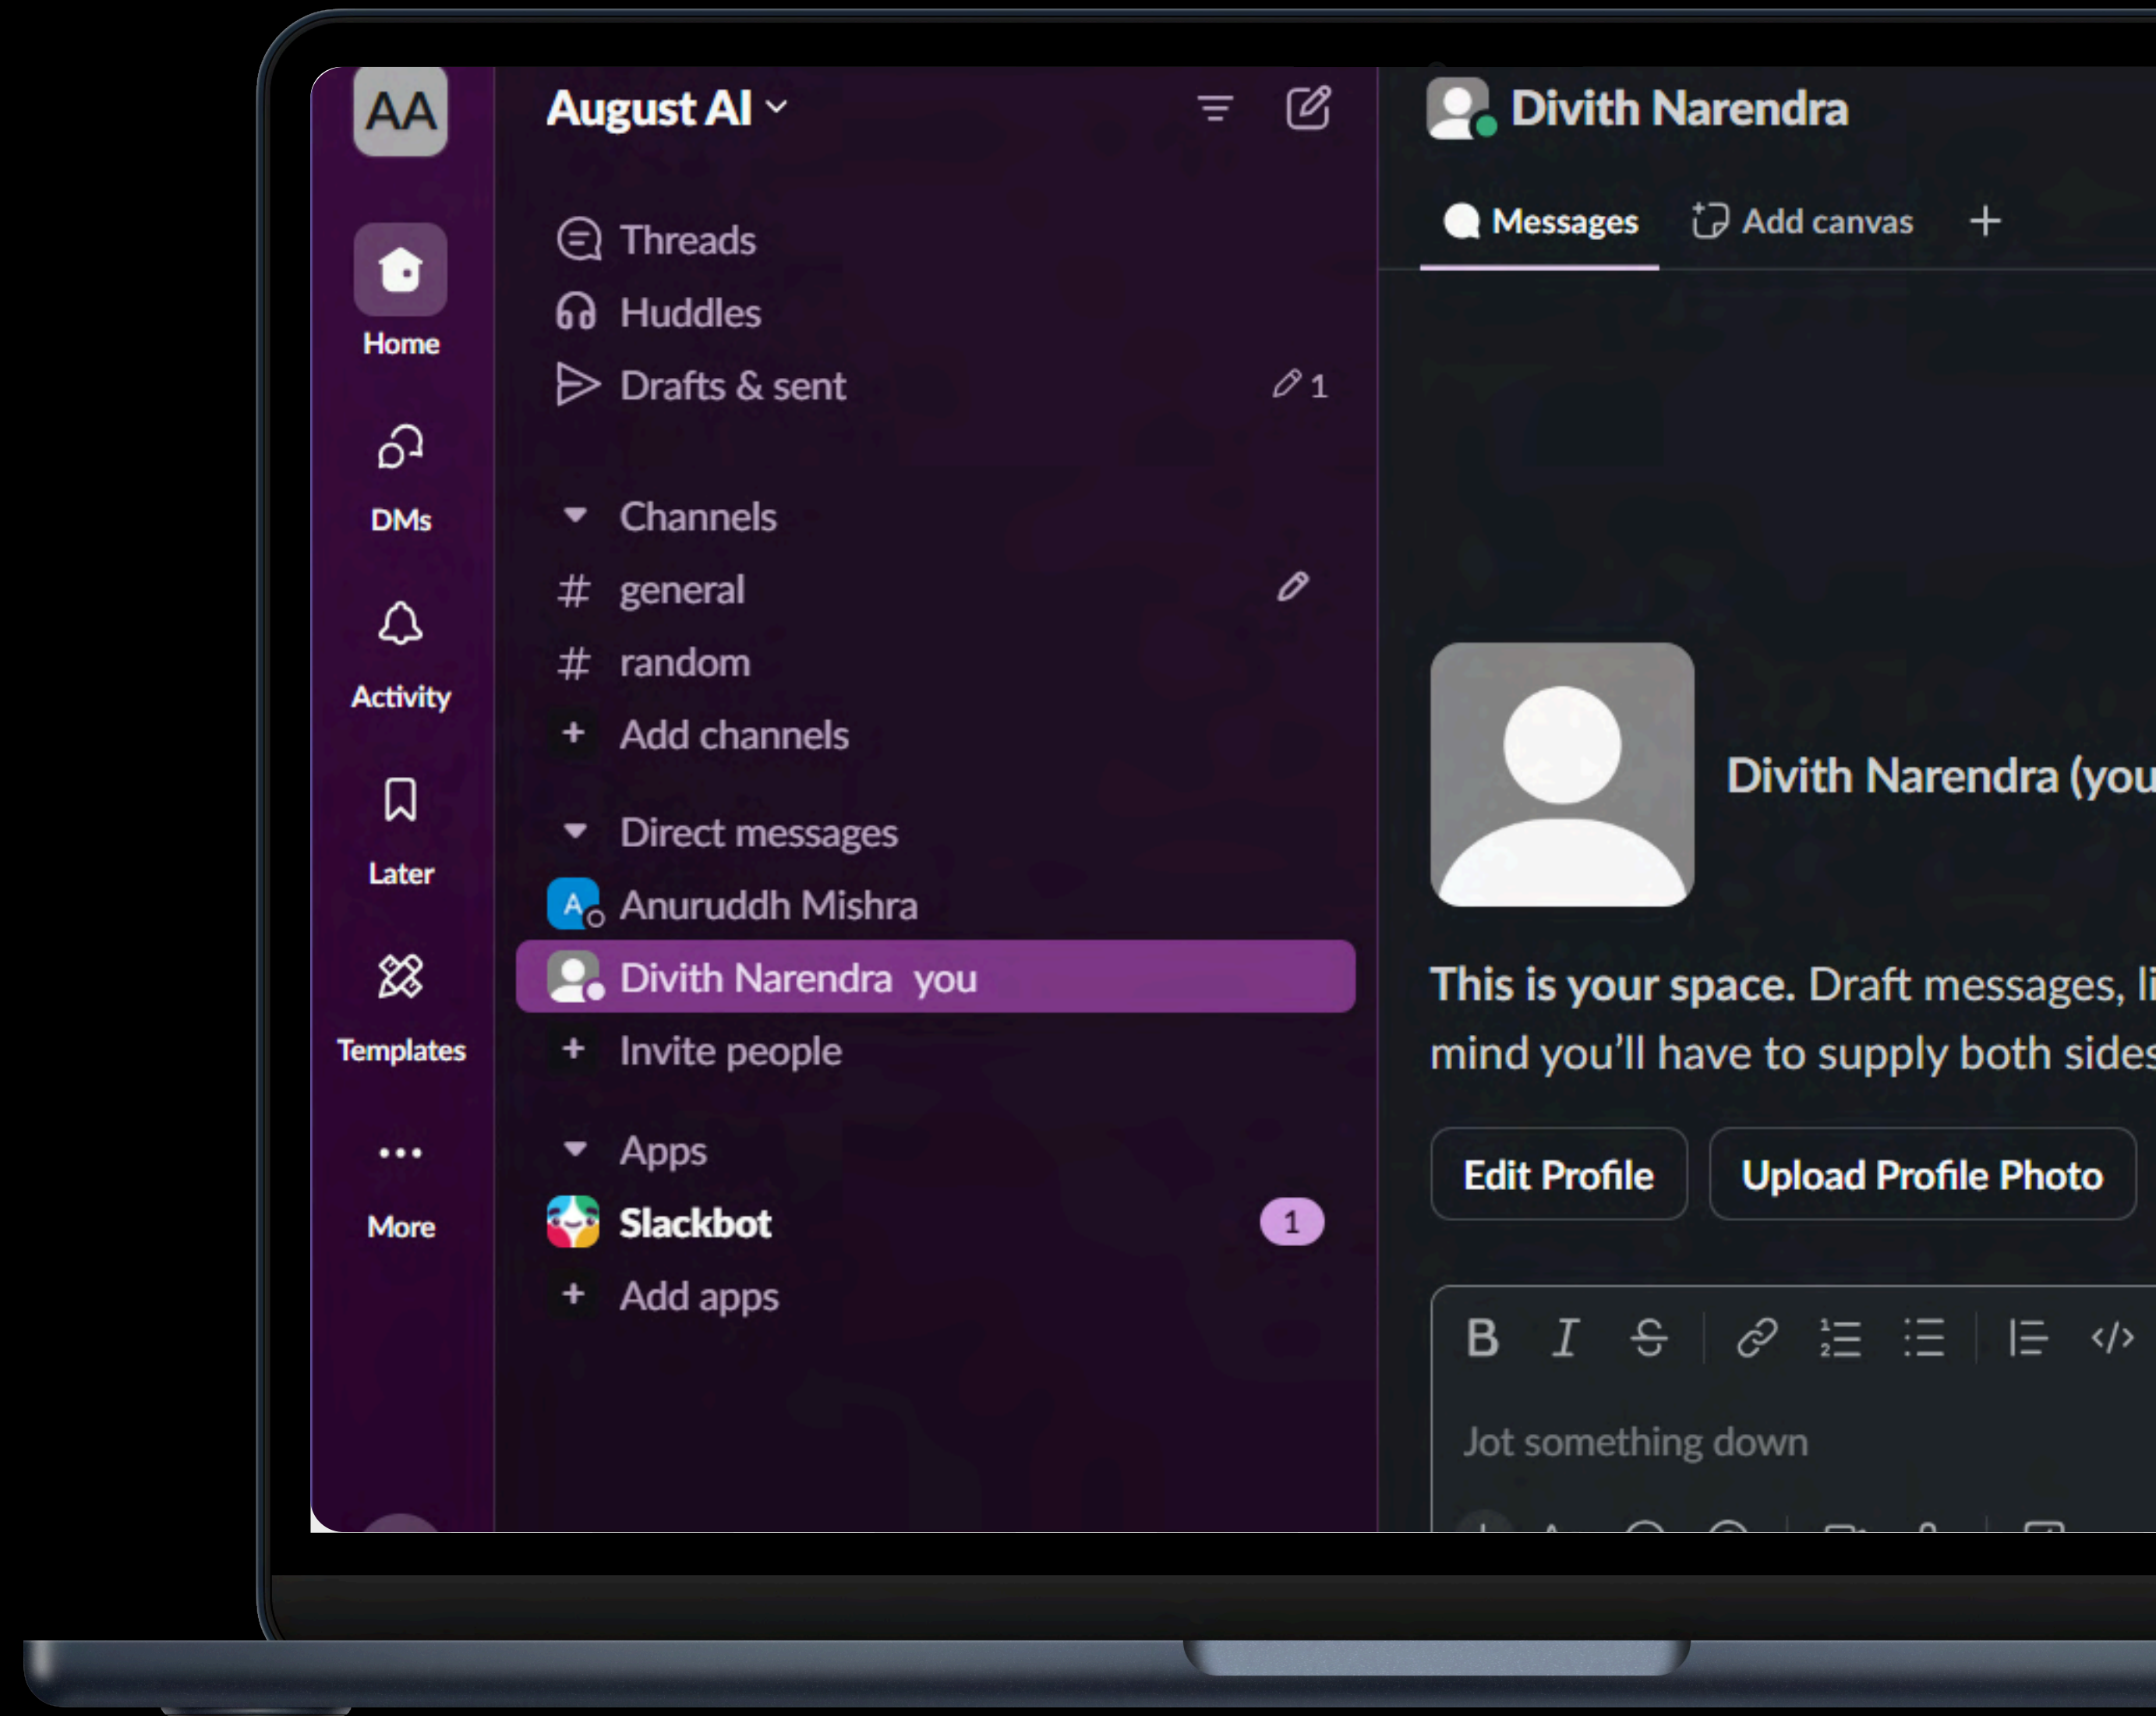 AA
Home
DMs
Activity
Later
Templates
More
August AI
Threads
Huddles
Drafts & sent 1
Channels
# general
# random
+ Add channels
Direct messages
A Anuruddh Mishra
Divith Narendra you
+ Invite people
Apps
Slackbot 1
+ Add apps
Divith Narendra
Messages Add canvas +
Divith Narendra (you
This is your space. Draft messages, li
mind you’ll have to supply both sides
Edit Profile Upload Profile Photo
B I S </>
Jot something down